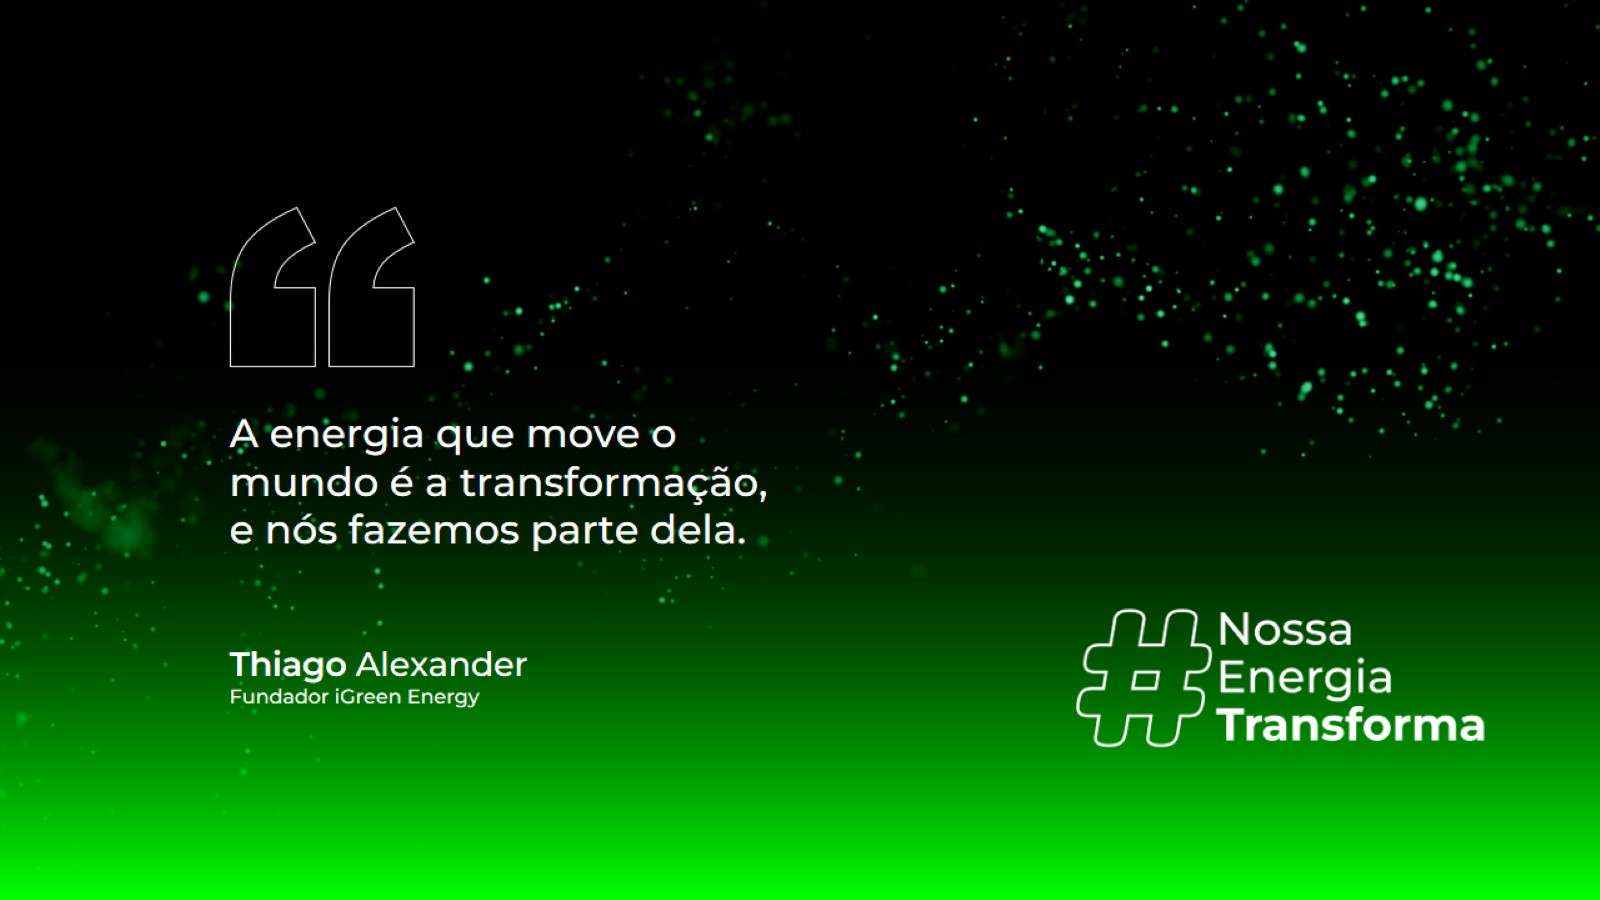 A energia que move o
mundo é a transformação,
e nós fazemos parte dela.
Thiago Alexander
Fundador iGreen Energy
#Nossa
Energia
Transforma